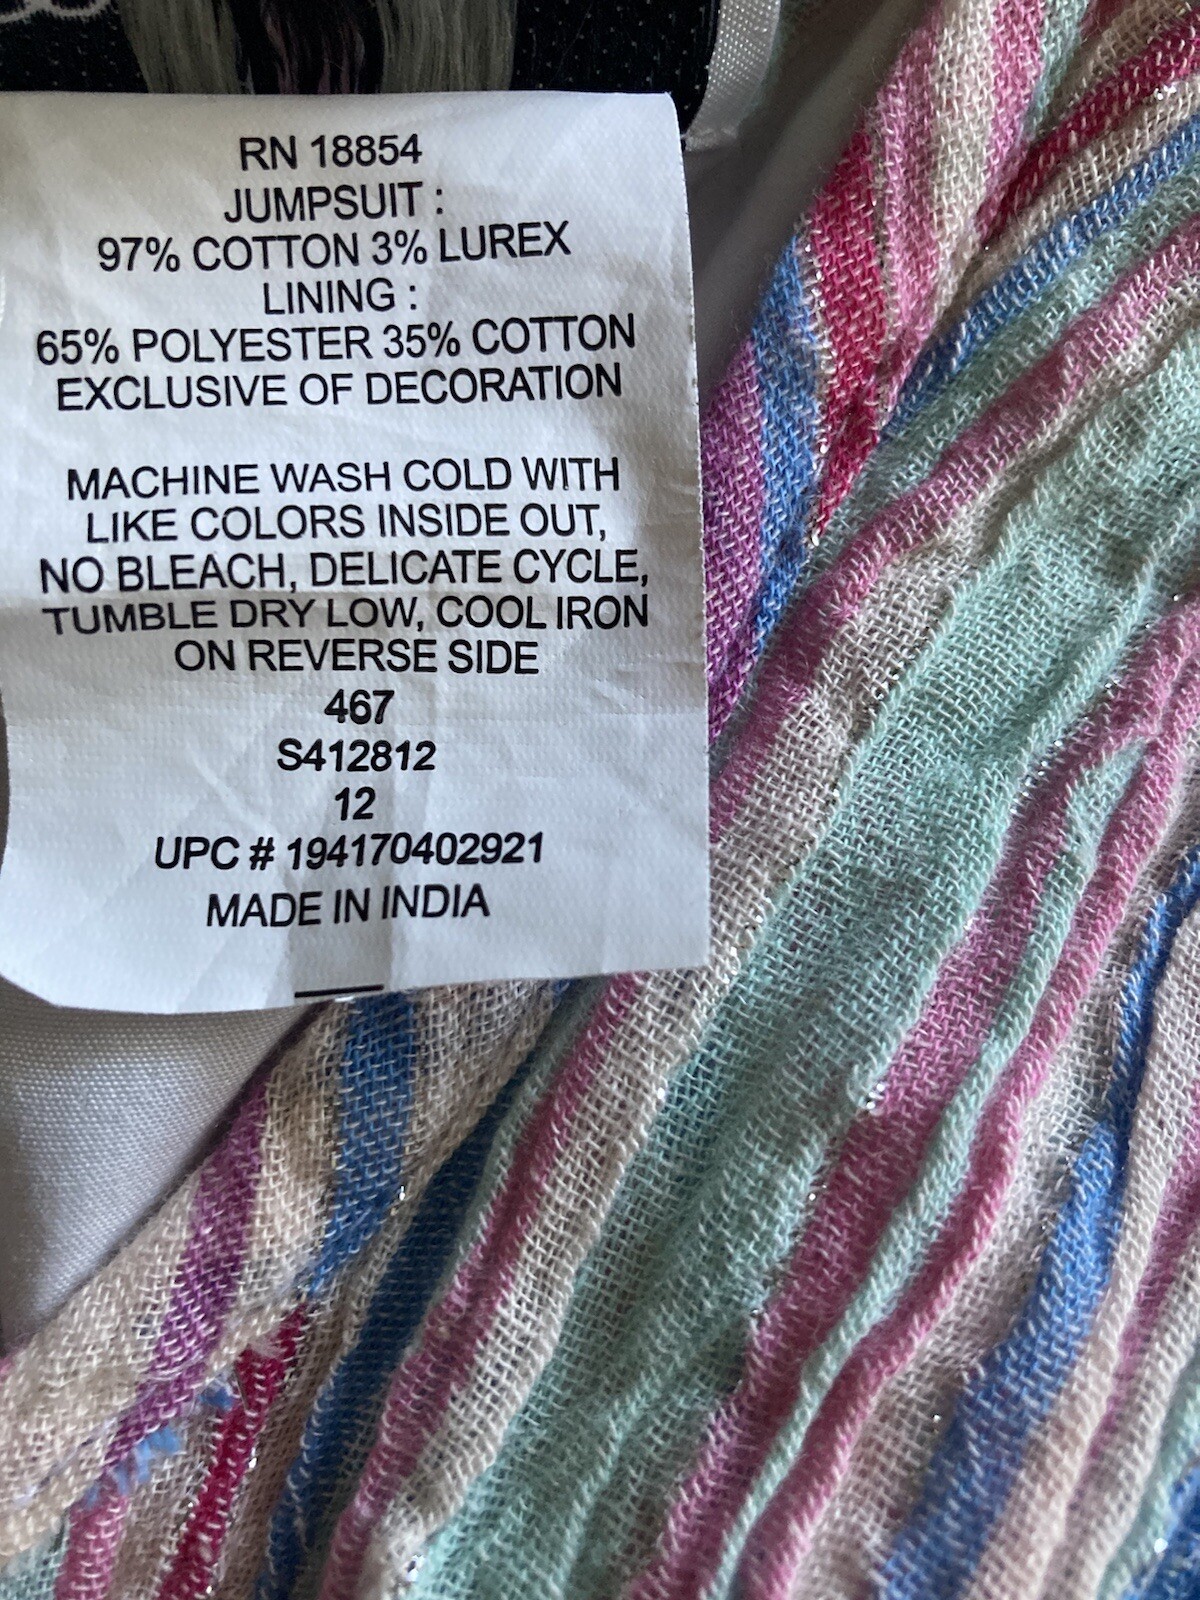 RN 18854
JUMPSUIT :
97% COTTON 3% LUREX
LINING :
65% POLYESTER 35% COTTON
EXCLUSIVE OF DECORATION
MACHINE WASH COLD WITH
LIKE COLORS INSIDE OUT,
NO BLEACH, DELICATE CYCLE,
TUMBLE DRY LOW, COOL IRON
ON REVERSE SIDE
467
S412812
12
UPC # 194170402921
MADE IN INDIA